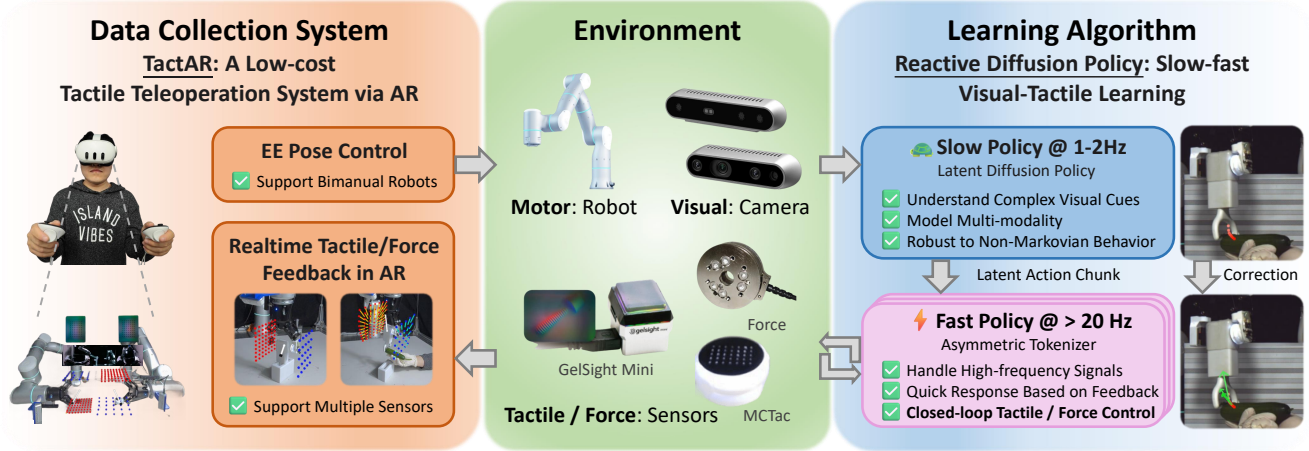 Data Collection System
TactAR: A Low-cost
Tactile Teleoperation System via AR
ISLAND
VIBES
EE Pose Control
Support Bimanual Robots
Realtime Tactile/Force
Feedback in AR
Support Multiple Sensors
Environment
Motor: Robot
Visual: Camera
GelSight Mini
gelsight
Force
MCTac
Tactile / Force: Sensors
Learning Algorithm
Reactive Diffusion Policy: Slow-fast
Visual-Tactile Learning
Slow Policy @ 1-2Hz
Latent Diffusion Policy
Understand Complex Visual Cues
Model Multi-modality
Robust to Non-Markovian Behavior
Latent Action Chunk
Correction
Fast Policy @ > 20 Hz
Asymmetric Tokenizer
Handle High-frequency Signals
Quick Response Based on Feedback
Closed-loop Tactile / Force Control